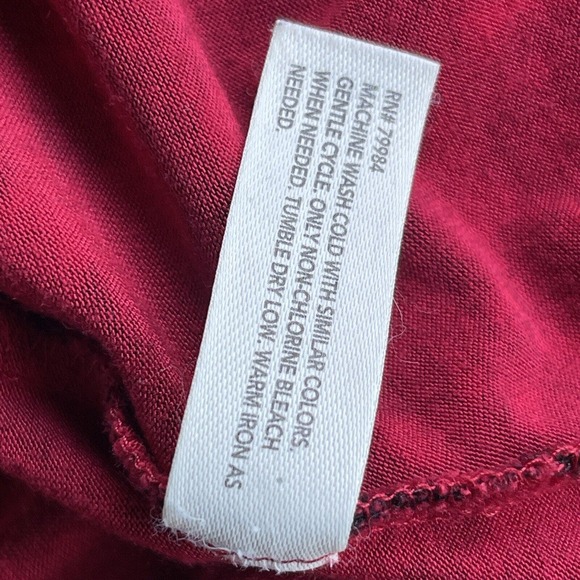 RN# 79984
MACHINE WASH COLD WITH SIMILAR COLORS.
GENTLE CYCLE. ONLY NON-CHLORINE BLEACH
WHEN NEEDED. TUMBLE DRY LOW. WARM IRON AS
NEEDED.